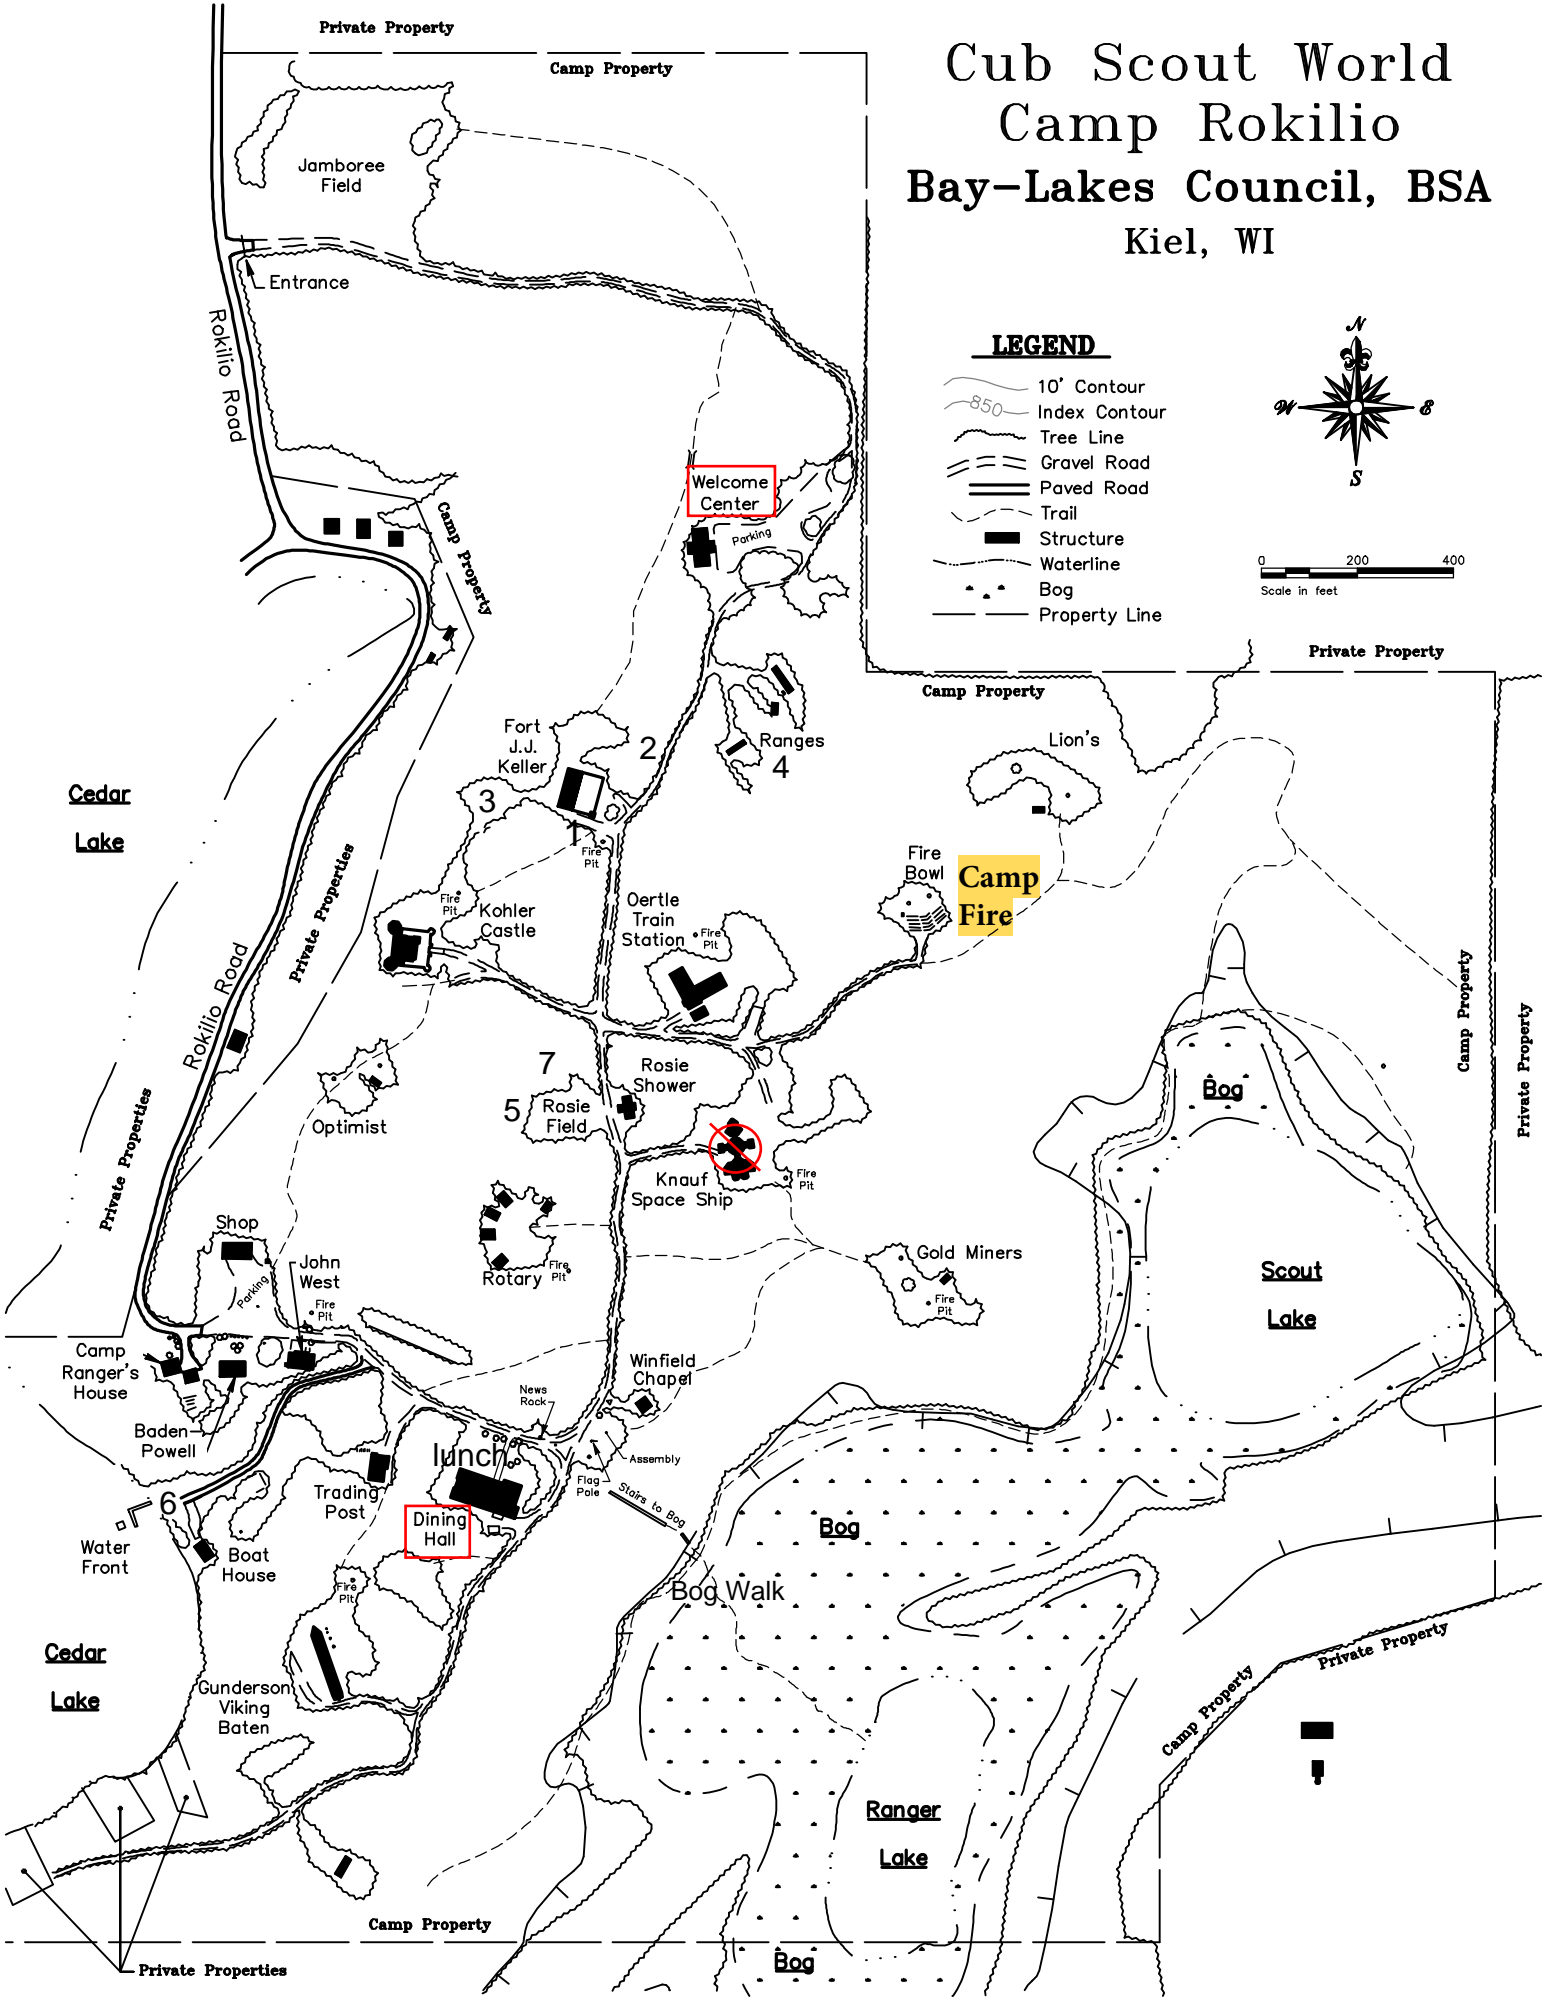 Private Property
Camp Property
Cub Scout World
Camp Rokilio
Bay-Lakes Council, BSA
Kiel, WI
Jamboree
Field
Entrance
Rokilio Road
LEGEND
10' Contour
850
Index Contour
Tree Line
Gravel Road
Paved Road
Trail
Structure
Waterline
Bog
Property Line
N
W
E
S
0
200
400
Scale in feet
Welcome
Center
Parking
Camp Property
Private Property
Camp Property
Fort
J.J.
Keller
2
Ranges
4
Lion's
3
1
Fire
Pit
Cedar
Lake
Private Properties
Fire
Bowl
Camp
Fire
Fire
Pit
Kohler
Castle
Oertle
Train
Station
Fire
Pit
Rokilio Road
Camp Property
Private Property
7
Rosie
Shower
5
Rosie
Field
Optimist
Bog
Private Properties
Knauf
Space Ship
Fire
Pit
Shop
John
West
Parking
Fire
Pit
Rotary
Fire
Pit
Gold Miners
Fire
Pit
Scout
Lake
Camp
Ranger's
House
Winfield
Chapel
News
Rock
Baden
Powell
lunch
Assembly
Flag
Pole
Stairs to Bog
Trading
Post
6
Dining
Hall
Water
Front
Boat
House
Bog
Bog Walk
Fire
Pit
Cedar
Lake
Gunderson
Viking
Baten
Private Property
Camp Property
Ranger
Lake
Camp Property
Bog
Private Properties